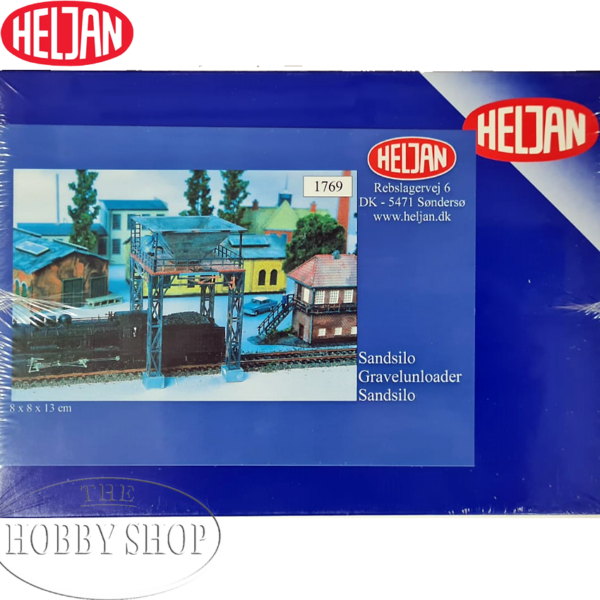 HELJAN
HELJAN
HELJAN
1769
Rebslagervej 6
DK - 5471 Søndersø
www.heljan.dk
Sandsilo
Gravelunloader
Sandsilo
8 x 8 x 13 cm
THE
HOBBY SHOP